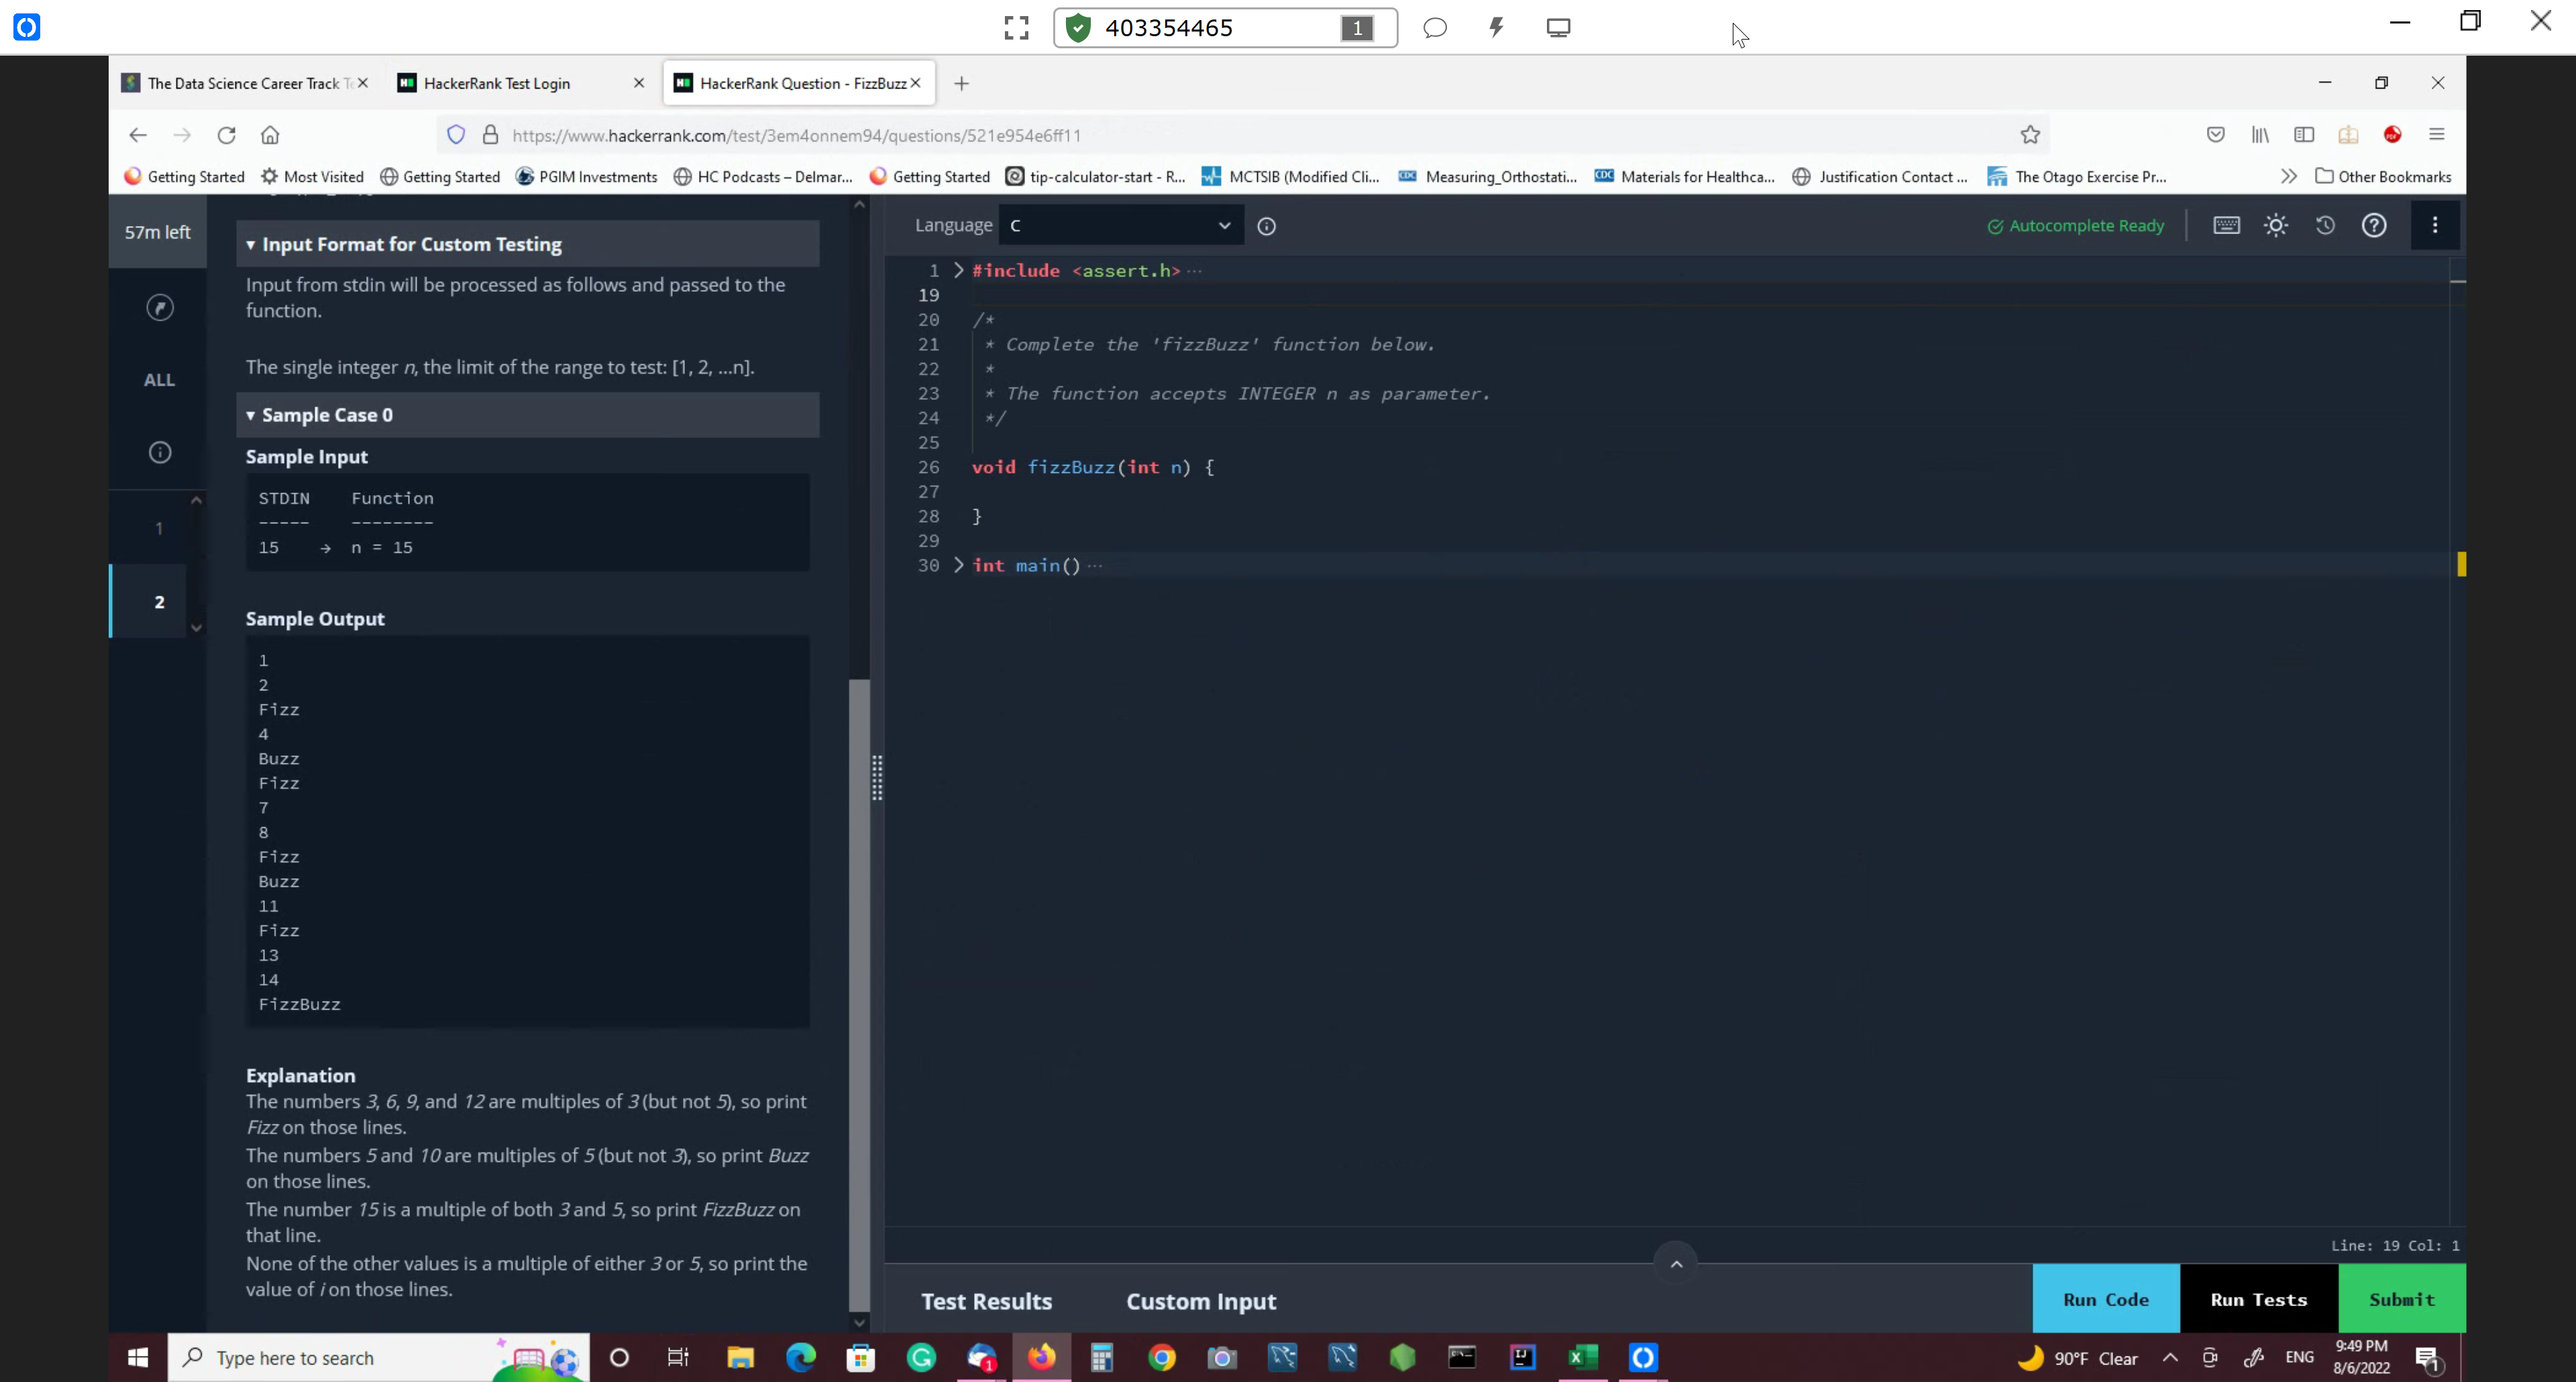 403354465
1
The Data Science Career Track Te
HackerRank Test Login
HackerRank Question - FizzBuzz
https://www.hackerrank.com/test/3em4onnem94/questions/521e954e6ff11
Getting Started
Most Visited
Getting Started
PGIM Investments
HC Podcasts – Delmar...
Getting Started
tip-calculator-start - R...
MCTSIB (Modified Cli...
CDC
Measuring_Orthostati...
CDC
Materials for Healthca...
Justification Contact ...
The Otago Exercise Pr...
Other Bookmarks
57m left
ALL
1
2
Input Format for Custom Testing
Input from stdin will be processed as follows and passed to the
function.
The single integer n, the limit of the range to test: [1, 2, ...n].
Sample Case 0
Sample Input
STDIN Function
----- --------
15 → n = 15
Sample Output
1
2
Fizz
4
Buzz
Fizz
7
8
Fizz
Buzz
11
Fizz
13
14
FizzBuzz
Explanation
The numbers 3, 6, 9, and 12 are multiples of 3 (but not 5), so print
Fizz on those lines.
The numbers 5 and 10 are multiples of 5 (but not 3), so print Buzz
on those lines.
The number 15 is a multiple of both 3 and 5, so print FizzBuzz on
that line.
None of the other values is a multiple of either 3 or 5, so print the
value of i on those lines.
Language C
Autocomplete Ready
1 #include <assert.h> ...
19
20 /*
21 * Complete the 'fizzBuzz' function below.
22 *
23 * The function accepts INTEGER n as parameter.
24 */
25
26 void fizzBuzz(int n) {
27
28 }
29
30 int main() ...
Line: 19 Col: 1
Test Results
Custom Input
Run Code
Run Tests
Submit
Type here to search
1
90°F Clear
ENG
9:49 PM
8/6/2022
1